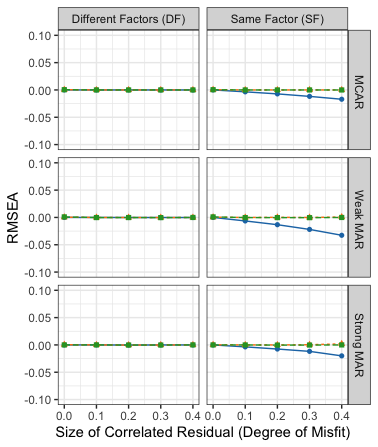 Different Factors (DF) Same Factor (SF)
0.10
0.05
0.00
-0.05
-0.10
MCAR
0.10
0.05
0.00
-0.05
-0.10
Weak MAR
0.10
0.05
0.00
-0.05
-0.10
Strong MAR
RMSEA
0.0 0.1 0.2 0.3 0.4 0.0 0.1 0.2 0.3 0.4
Size of Correlated Residual (Degree of Misfit)